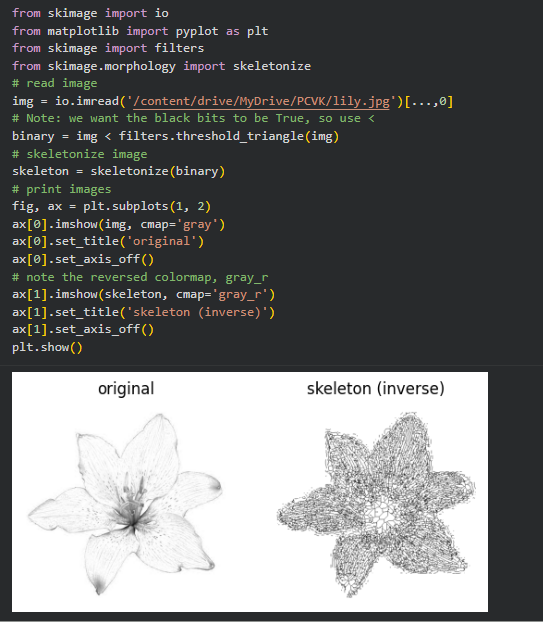 from skimage import io
from matplotlib import pyplot as plt
from skimage import filters
from skimage.morphology import skeletonize
# read image
img = io.imread('/content/drive/MyDrive/PCVK/lily.jpg')[...,0]
# Note: we want the black bits to be True, so use <
binary = img < filters.threshold_triangle(img)
# skeletonize image
skeleton = skeletonize(binary)
# print images
fig, ax = plt.subplots(1, 2)
ax[0].imshow(img, cmap='gray')
ax[0].set_title('original')
ax[0].set_axis_off()
# note the reversed colormap, gray_r
ax[1].imshow(skeleton, cmap='gray_r')
ax[1].set_title('skeleton (inverse)')
ax[1].set_axis_off()
plt.show()
original
skeleton (inverse)